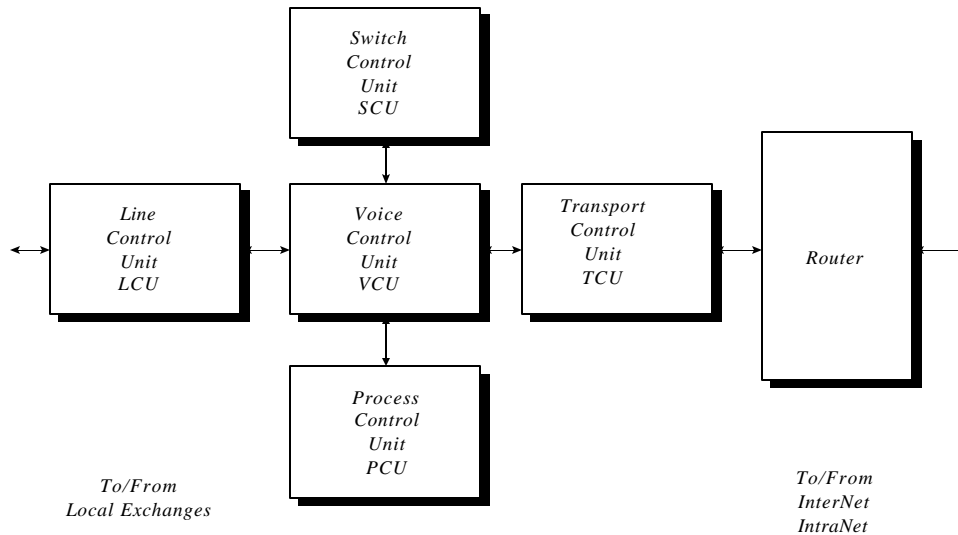 Switch
Control
Unit
SCU
Line
Control
Unit
LCU
Voice
Control
Unit
VCU
Transport
Control
Unit
TCU
Router
Process
Control
Unit
PCU
To/From
Local Exchanges
To/From
InterNet
IntraNet